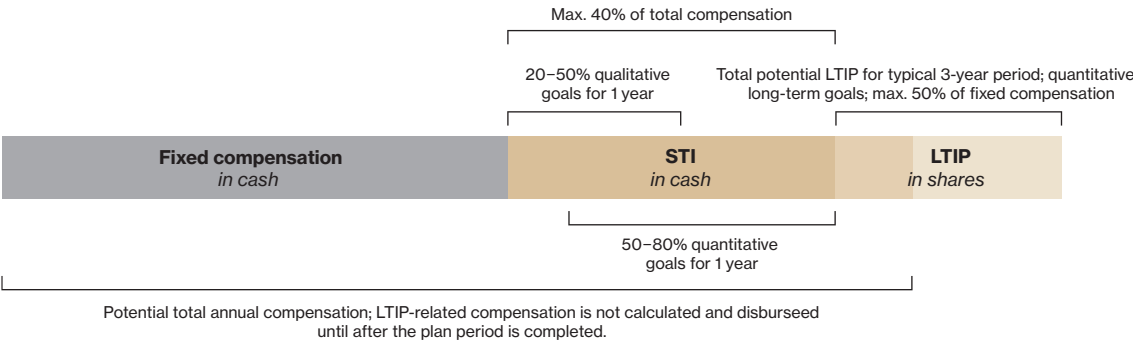 Max. 40% of total compensation
20–50% qualitative
goals for 1 year
Total potential LTIP for typical 3-year period; quantitative
long-term goals; max. 50% of fixed compensation
Fixed compensation
in cash
STI
in cash
LTIP
in shares
50–80% quantitative
goals for 1 year
Potential total annual compensation; LTIP-related compensation is not calculated and disburseed
until after the plan period is completed.